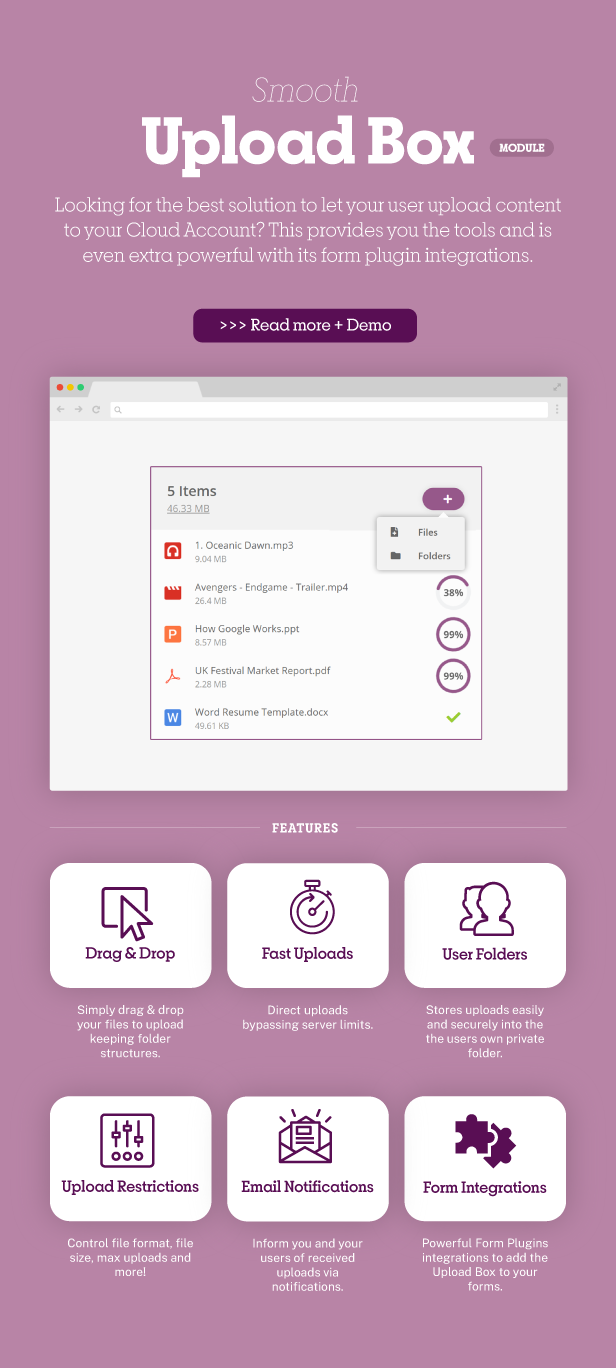 Smooth
Upload Box
MODULE
Looking for the best solution to let your user upload content
to your Cloud Account? This provides you the tools and is
even extra powerful with its form plugin integrations.
>>> Read more + Demo
5 Items
46.33 MB
+
Files
Folders
1. Oceanic Dawn.mp3
9.04 MB
Avengers - Endgame - Trailer.mp4
26.4 MB
38%
P
How Google Works.ppt
8.57 MB
99%
UK Festival Market Report.pdf
2.28 MB
99%
W
Word Resume Template.docx
49.61 KB
FEATURES
Drag & Drop
Simply drag & drop
your files to upload
keeping folder
structures.
Fast Uploads
Direct uploads
bypassing server limits.
User Folders
Stores uploads easily
and securely into the
the users own private
folder.
Upload Restrictions
Control file format, file
size, max uploads and
more!
Email Notifications
Inform you and your
users of received
uploads via
notifications.
Form Integrations
Powerful Form Plugins
integrations to add the
Upload Box to your
forms.